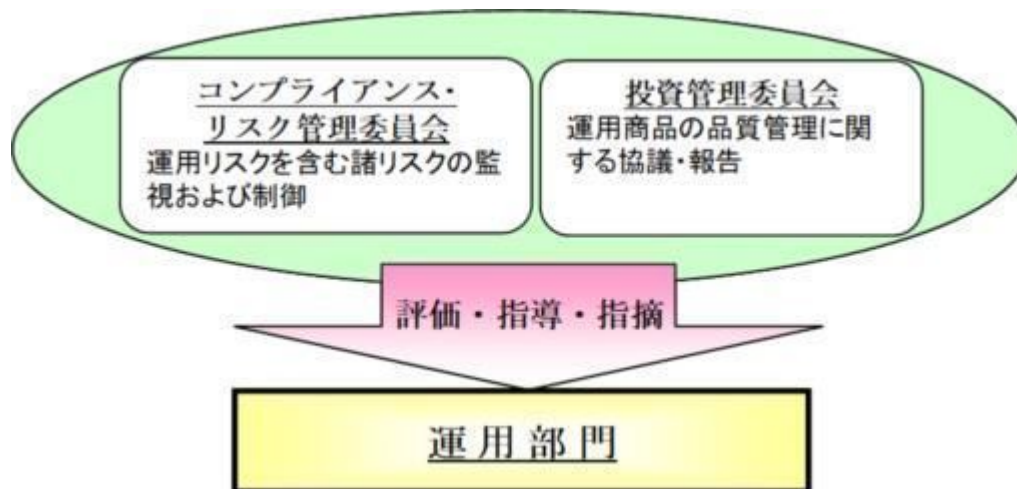 コンプライアンス・
リスク管理委員会
運用リスクを含む諸リスクの監
視および制御
投資管理委員会
運用商品の品質管理に関
する協議・報告
評価・指導・指摘
運用部門